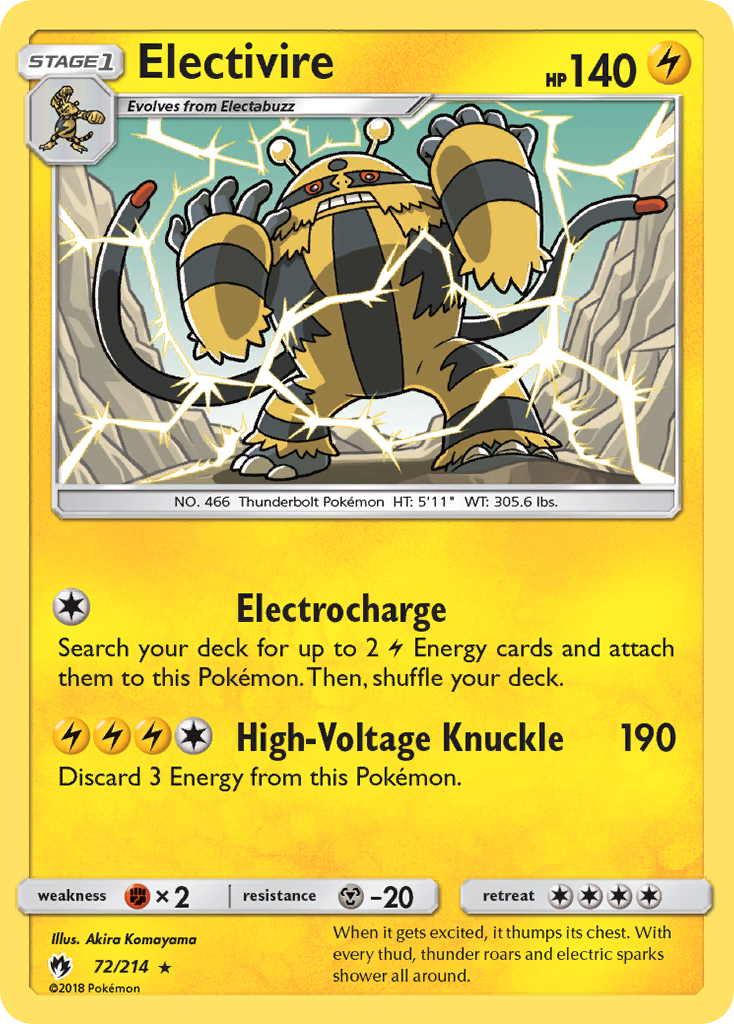 STAGE1
Electivire
HP 140
Evolves from Electabuzz
NO. 466 Thunderbolt Pokémon HT: 5'11" WT: 305.6 lbs.
Electrocharge
Search your deck for up to 2 Energy cards and attach
them to this Pokémon. Then, shuffle your deck.
High-Voltage Knuckle 190
Discard 3 Energy from this Pokémon.
weakness × 2 resistance -20 retreat
Illus. Akira Komayama
72/214 ★
©2018 Pokémon
When it gets excited, it thumps its chest. With
every thud, thunder roars and electric sparks
shower all around.